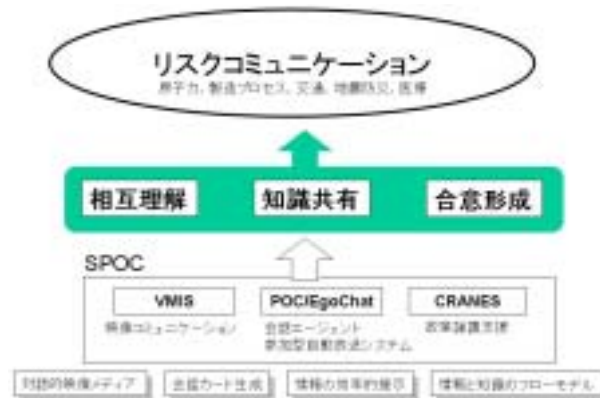 リスクコミュニケーション
原子力, 製造プロセス, 交通, 地震防災, 医療
相互理解
知識共有
合意形成
SPOC
VMIS
POC/EgoChat
CRANES
映像コミュニケーション
会話エージェント
参加型自動放送システム
政策論議支援
対話的映像メディア
会話カード生成
情報の効率的提示
情報と知識のフローモデル